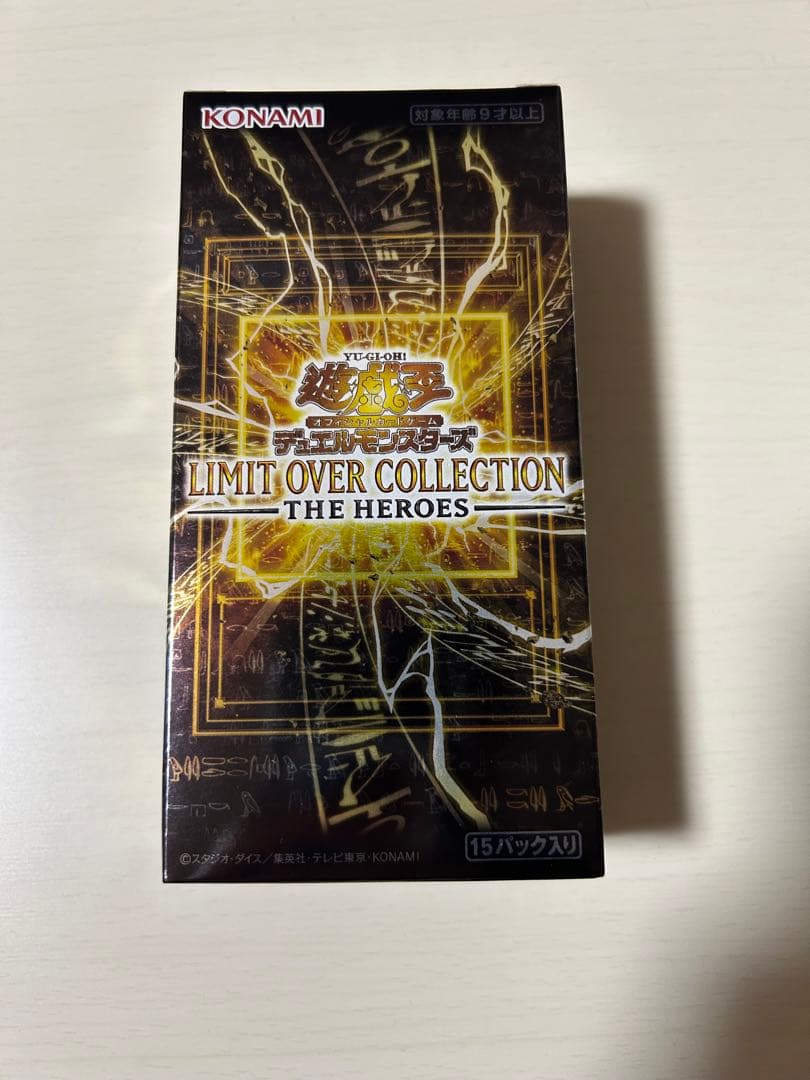 KONAMI
対象年齢9才以上
YU-GI-OH!
遊戯王
オフィシャルカードゲーム
デュエルモンスターズ
LIMIT OVER COLLECTION
THE HEROES
©スタジオ・ダイス／集英社・テレビ東京・KONAMI
15パック入り